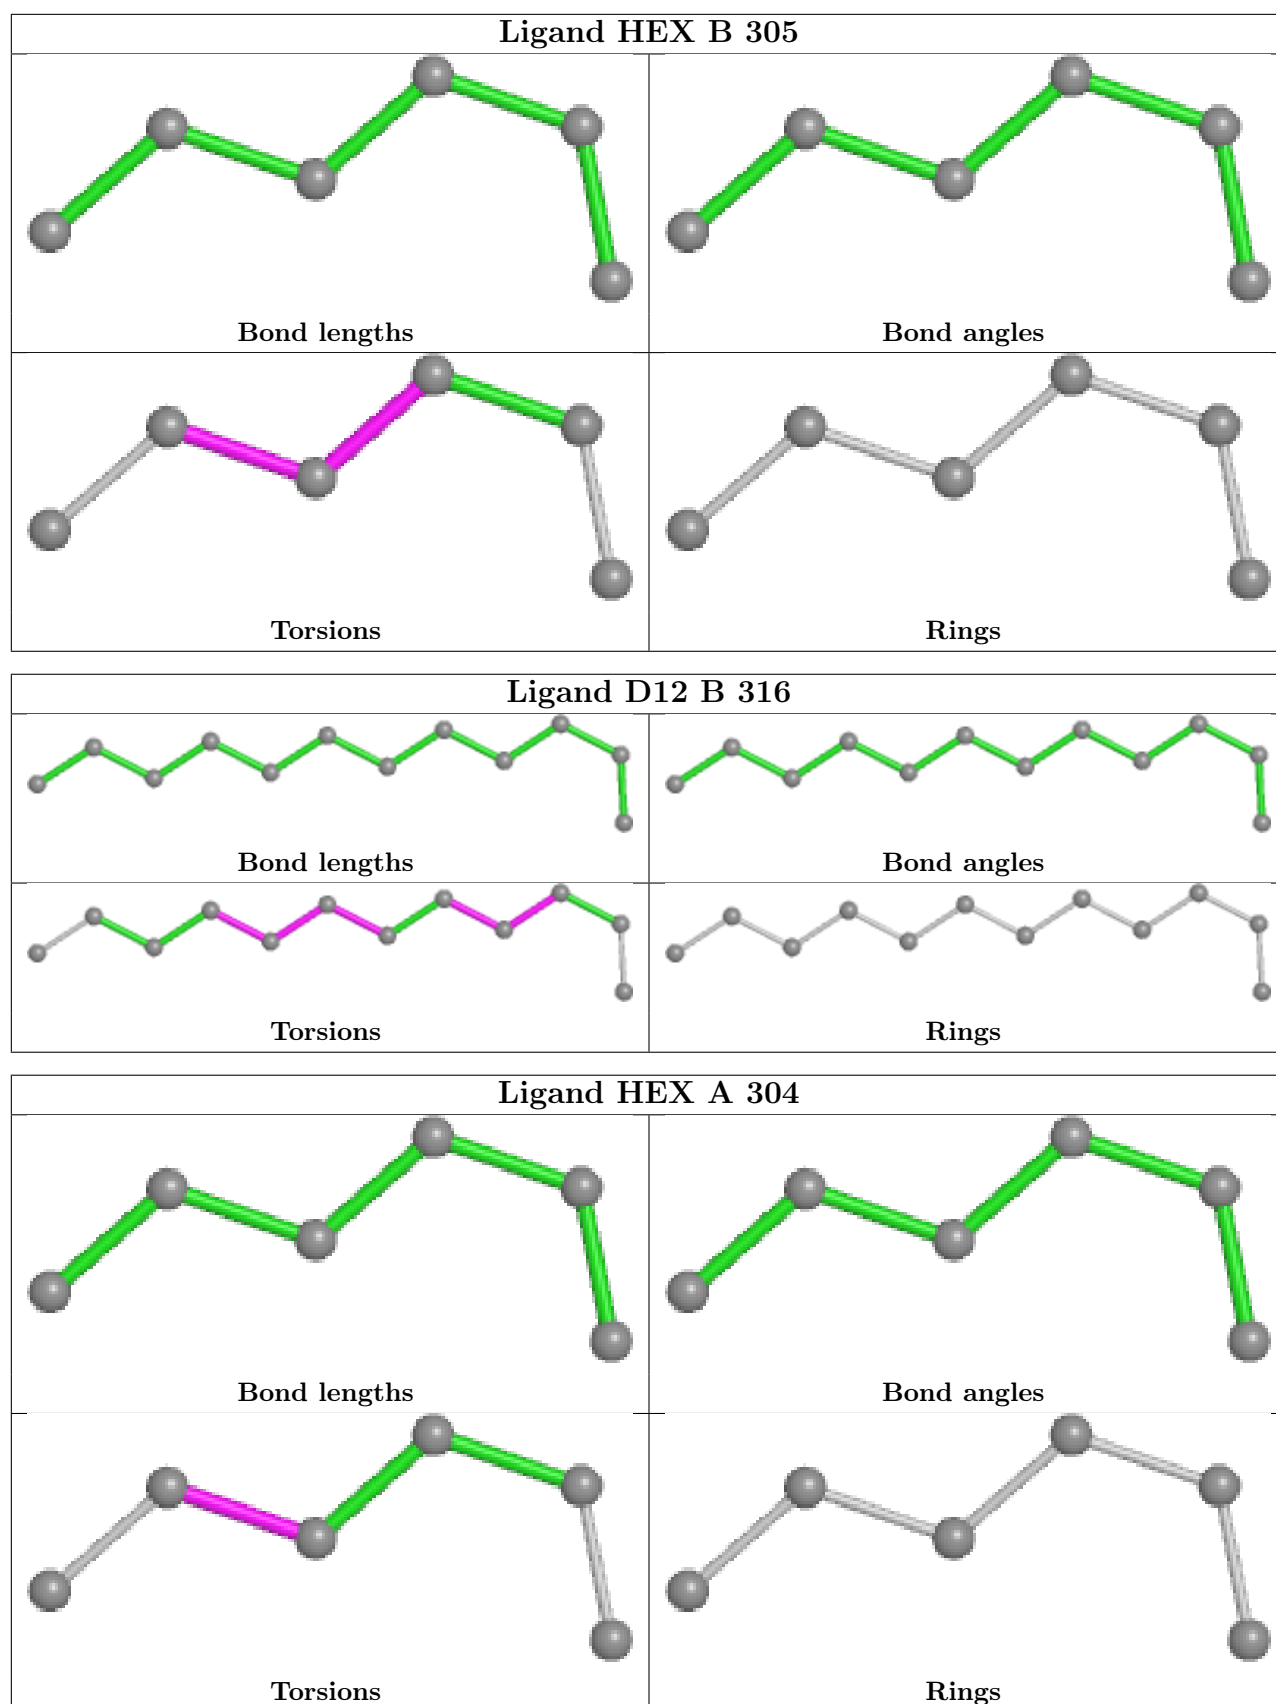 Ligand HEX B 305
Bond lengths
Bond angles
Torsions
Rings
Ligand D12 B 316
Bond lengths
Bond angles
Torsions
Rings
Ligand HEX A 304
Bond lengths
Bond angles
Torsions
Rings